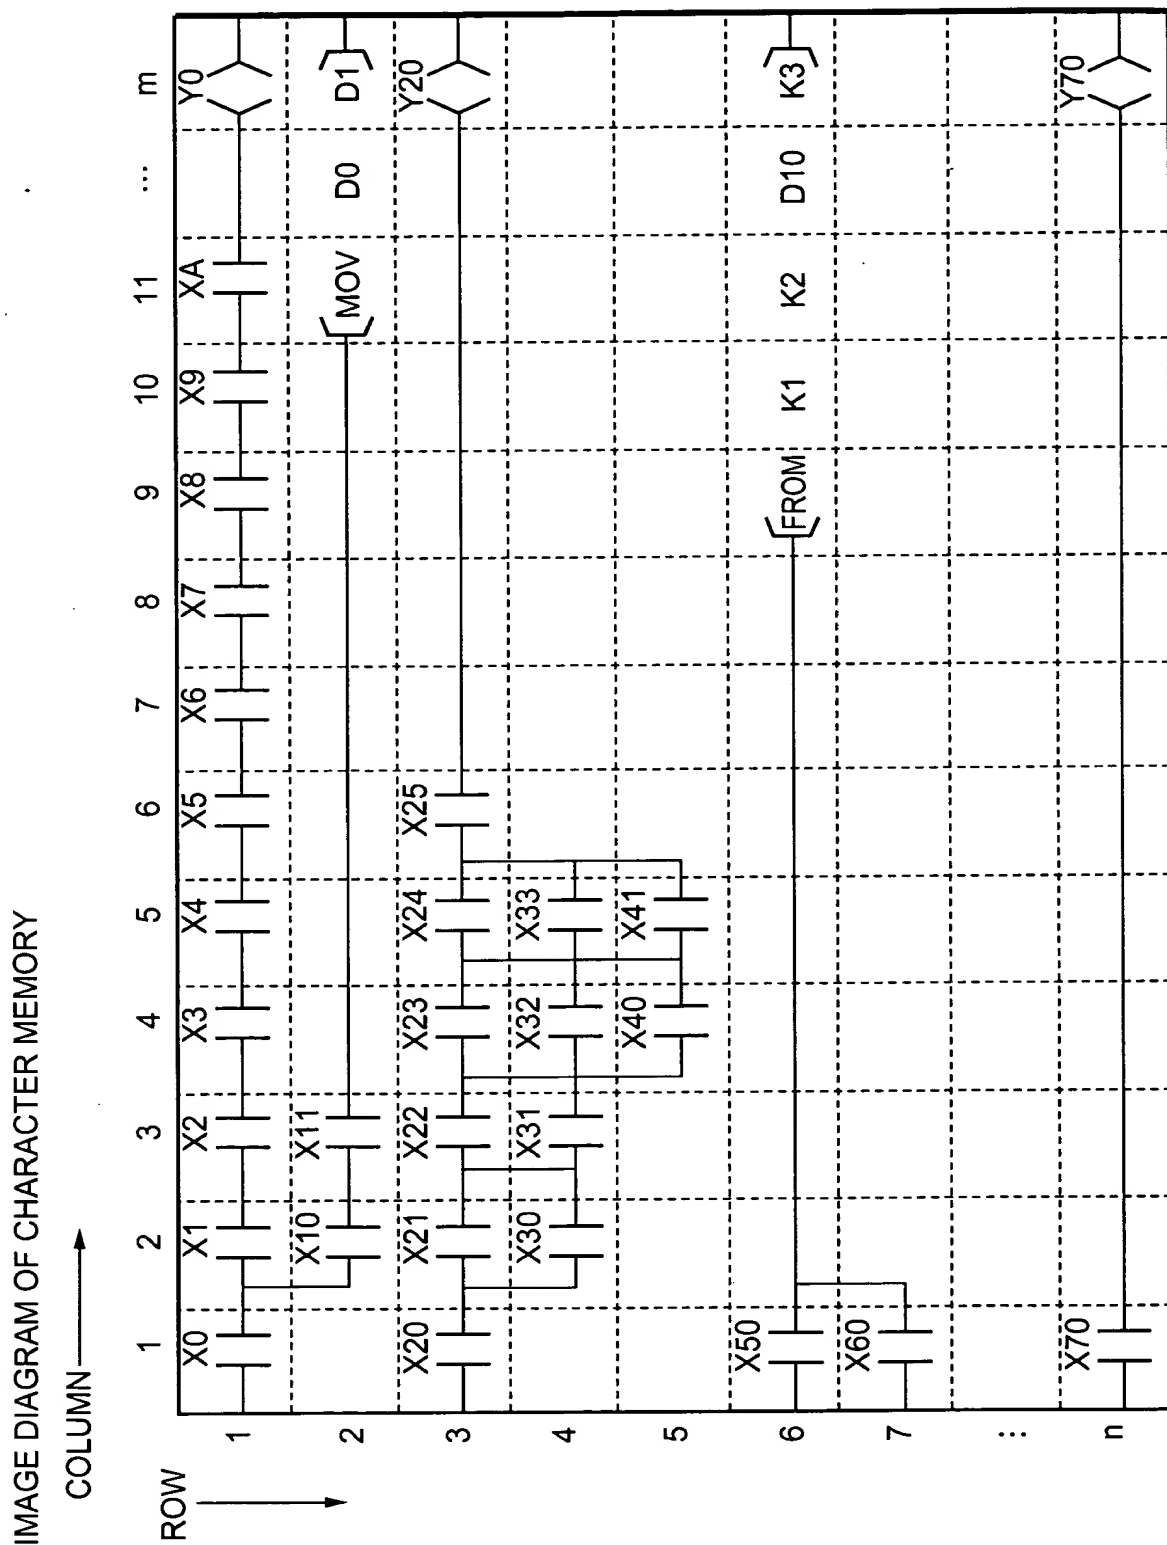 IMAGE DIAGRAM OF CHARACTER MEMORY
COLUMN
ROW
1 2 3 4 5 6 7 8 9 10 11 ... m
1 X0 X1 X2 X3 X4 X5 X6 X7 X8 X9 XA Y0
2 X10 X11 MOV D0 D1
3 X20 X21 X22 X23 X24 X25 Y20
4 X30 X31 X32 X33
5 X40 X41
6 X50 FROM K1 K2 D10 K3
7 X60
...
n X70 Y70